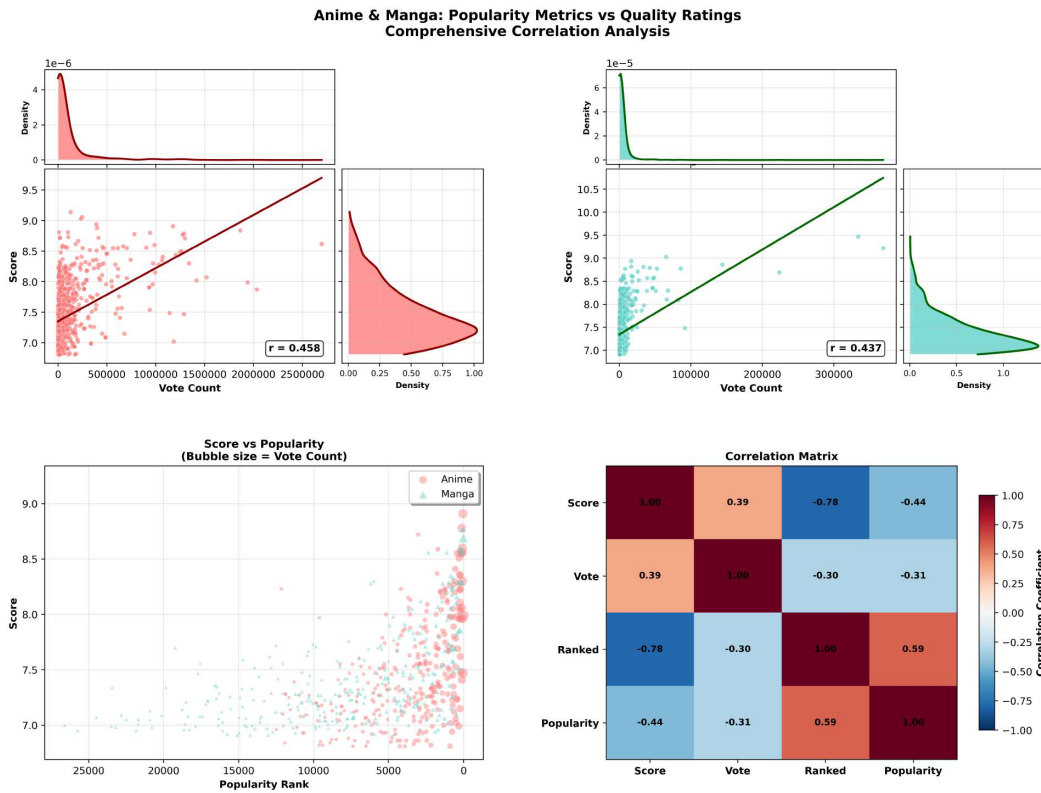 Anime & Manga: Popularity Metrics vs Quality Ratings
Comprehensive Correlation Analysis
1e−6
Density
4
2
0
9.5
9.0
8.5
8.0
7.5
7.0
Score
r = 0.458
0 500000 1000000 1500000 2000000 2500000
Vote Count
0.00 0.25 0.50 0.75 1.00
Density
1e−5
Density
6
4
2
0
10.5
10.0
9.5
9.0
8.5
8.0
7.5
7.0
Score
r = 0.437
0 100000 200000 300000
Vote Count
0.0 0.5 1.0
Density
Score vs Popularity
(Bubble size = Vote Count)
Anime
Manga
9.0
8.5
8.0
7.5
7.0
Score
25000 20000 15000 10000 5000 0
Popularity Rank
Correlation Matrix
Score 1.00 0.39 -0.78 -0.44
Vote 0.39 1.00 -0.30 -0.31
Ranked -0.78 -0.30 1.00 0.59
Popularity -0.44 -0.31 0.59 1.00
Score Vote Ranked Popularity
1.00
0.75
0.50
0.25
0.00
−0.25
−0.50
−0.75
−1.00
Correlation Coefficient